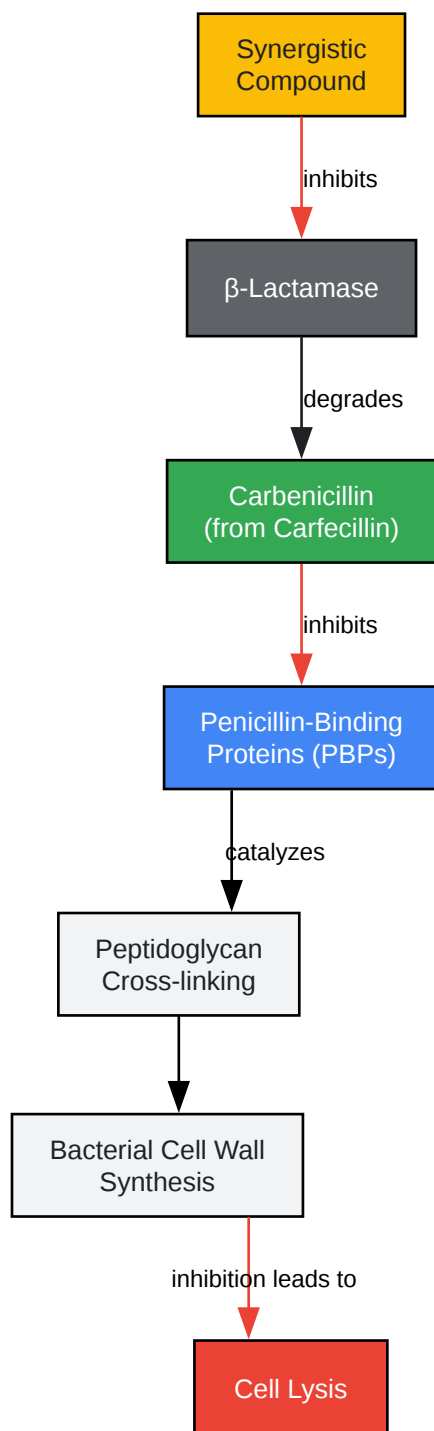 Synergistic
Compound
inhibits
β-Lactamase
degrades
Carbenicillin
(from Carfecillin)
inhibits
Penicillin-Binding
Proteins (PBPs)
catalyzes
Peptidoglycan
Cross-linking
Bacterial Cell Wall
Synthesis
inhibition leads to
Cell Lysis